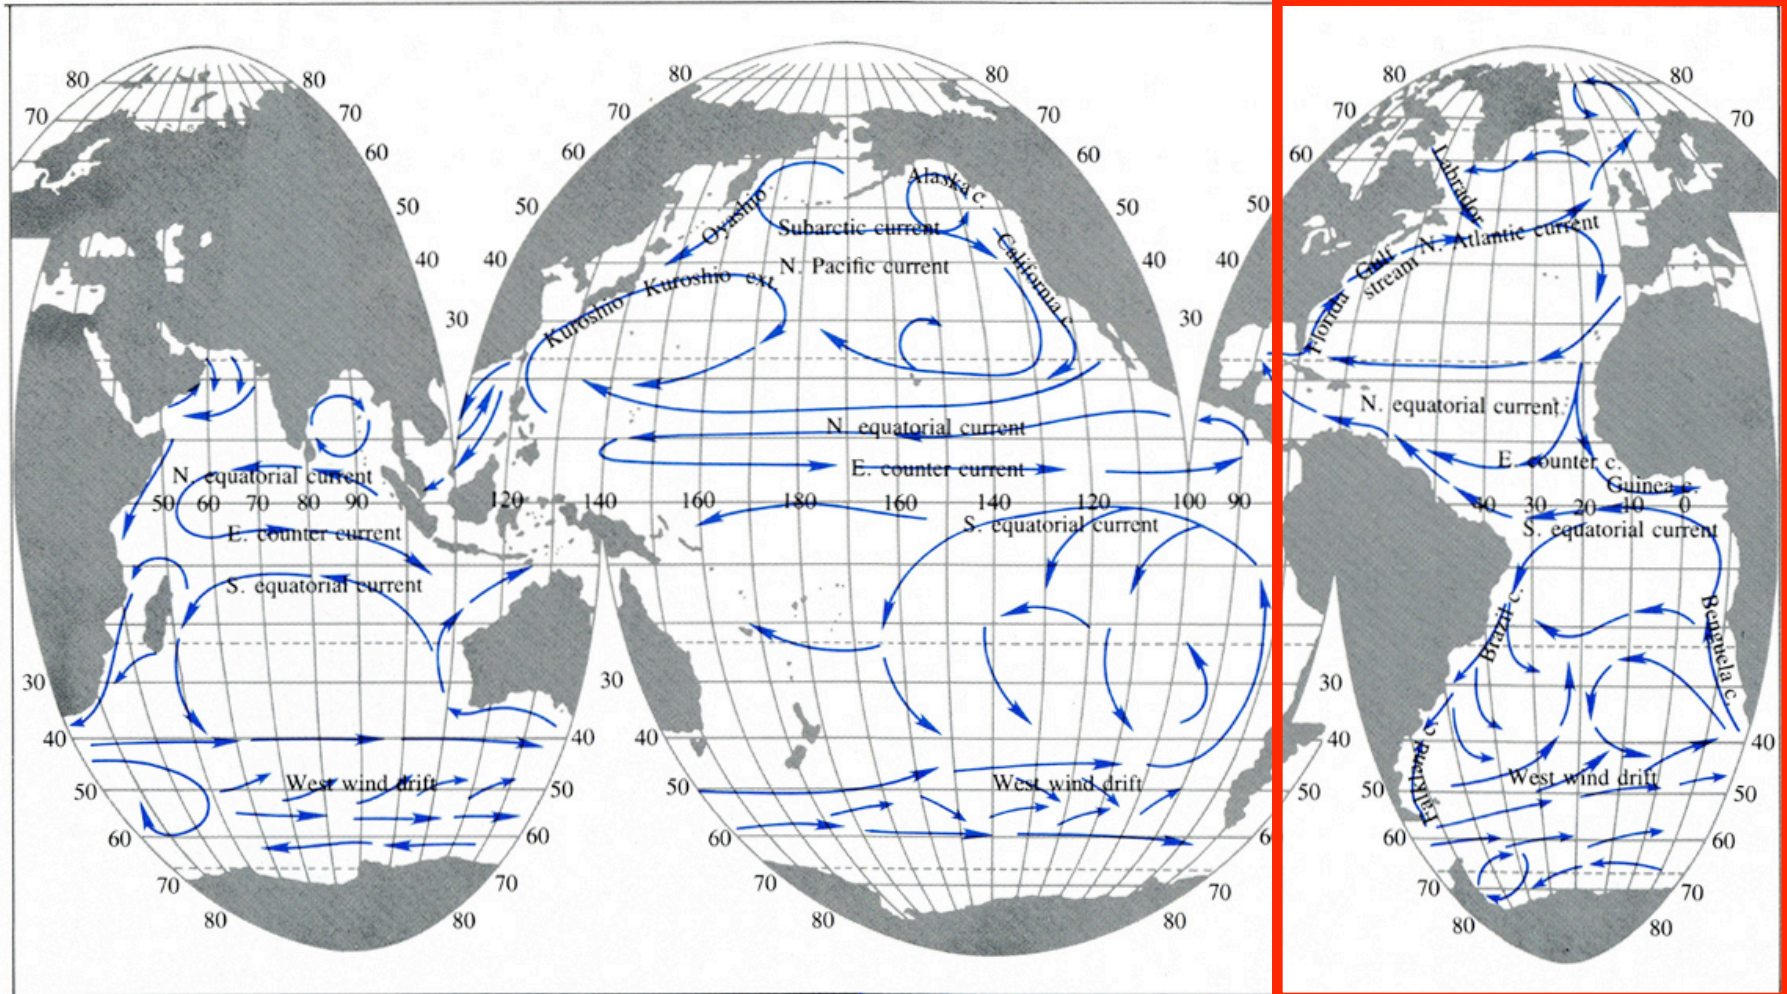 80
80
70
70
60
50
40
30
N. equatorial current
50 60 70 80 90
E. counter current
S. equatorial current
30
40
40
West wind drift
50
50
60
60
70
70
80
80
80
80
70
70
60
60
50
50
40
40
30
30
Alaska c.
Oyashio
Subarctic current
N. Pacific current
California c.
Kuroshio
Kuroshio ext.
N. equatorial current
E. counter current
120 140 160 180 160 140 120 100 90
S. equatorial current
30
40
50
50
West wind drift
60
6
70
70
80
80
80
80
70
70
60
50
Labrador
N. Atlantic current
Gulf
stream
Florida
N. equatorial current
E. counter c.
Guinea c.
40 30 20 10 0
S. equatorial current
Brazil c.
Benguela c.
30
40
40
Falkland c.
West wind drift
50
50
60
60
70
70
80
80